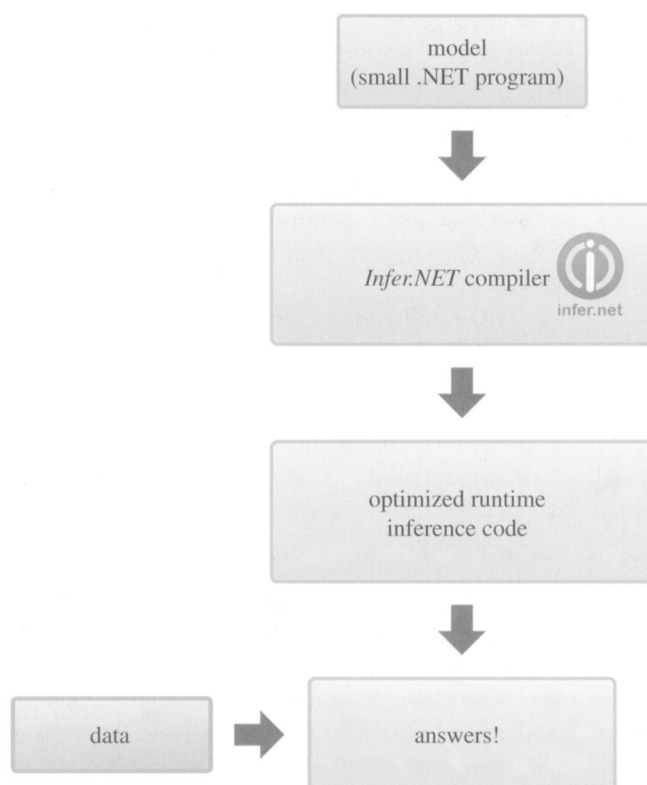 model
(small .NET program)
Infer.NET compiler
infer.net
optimized runtime
inference code
data
answers!